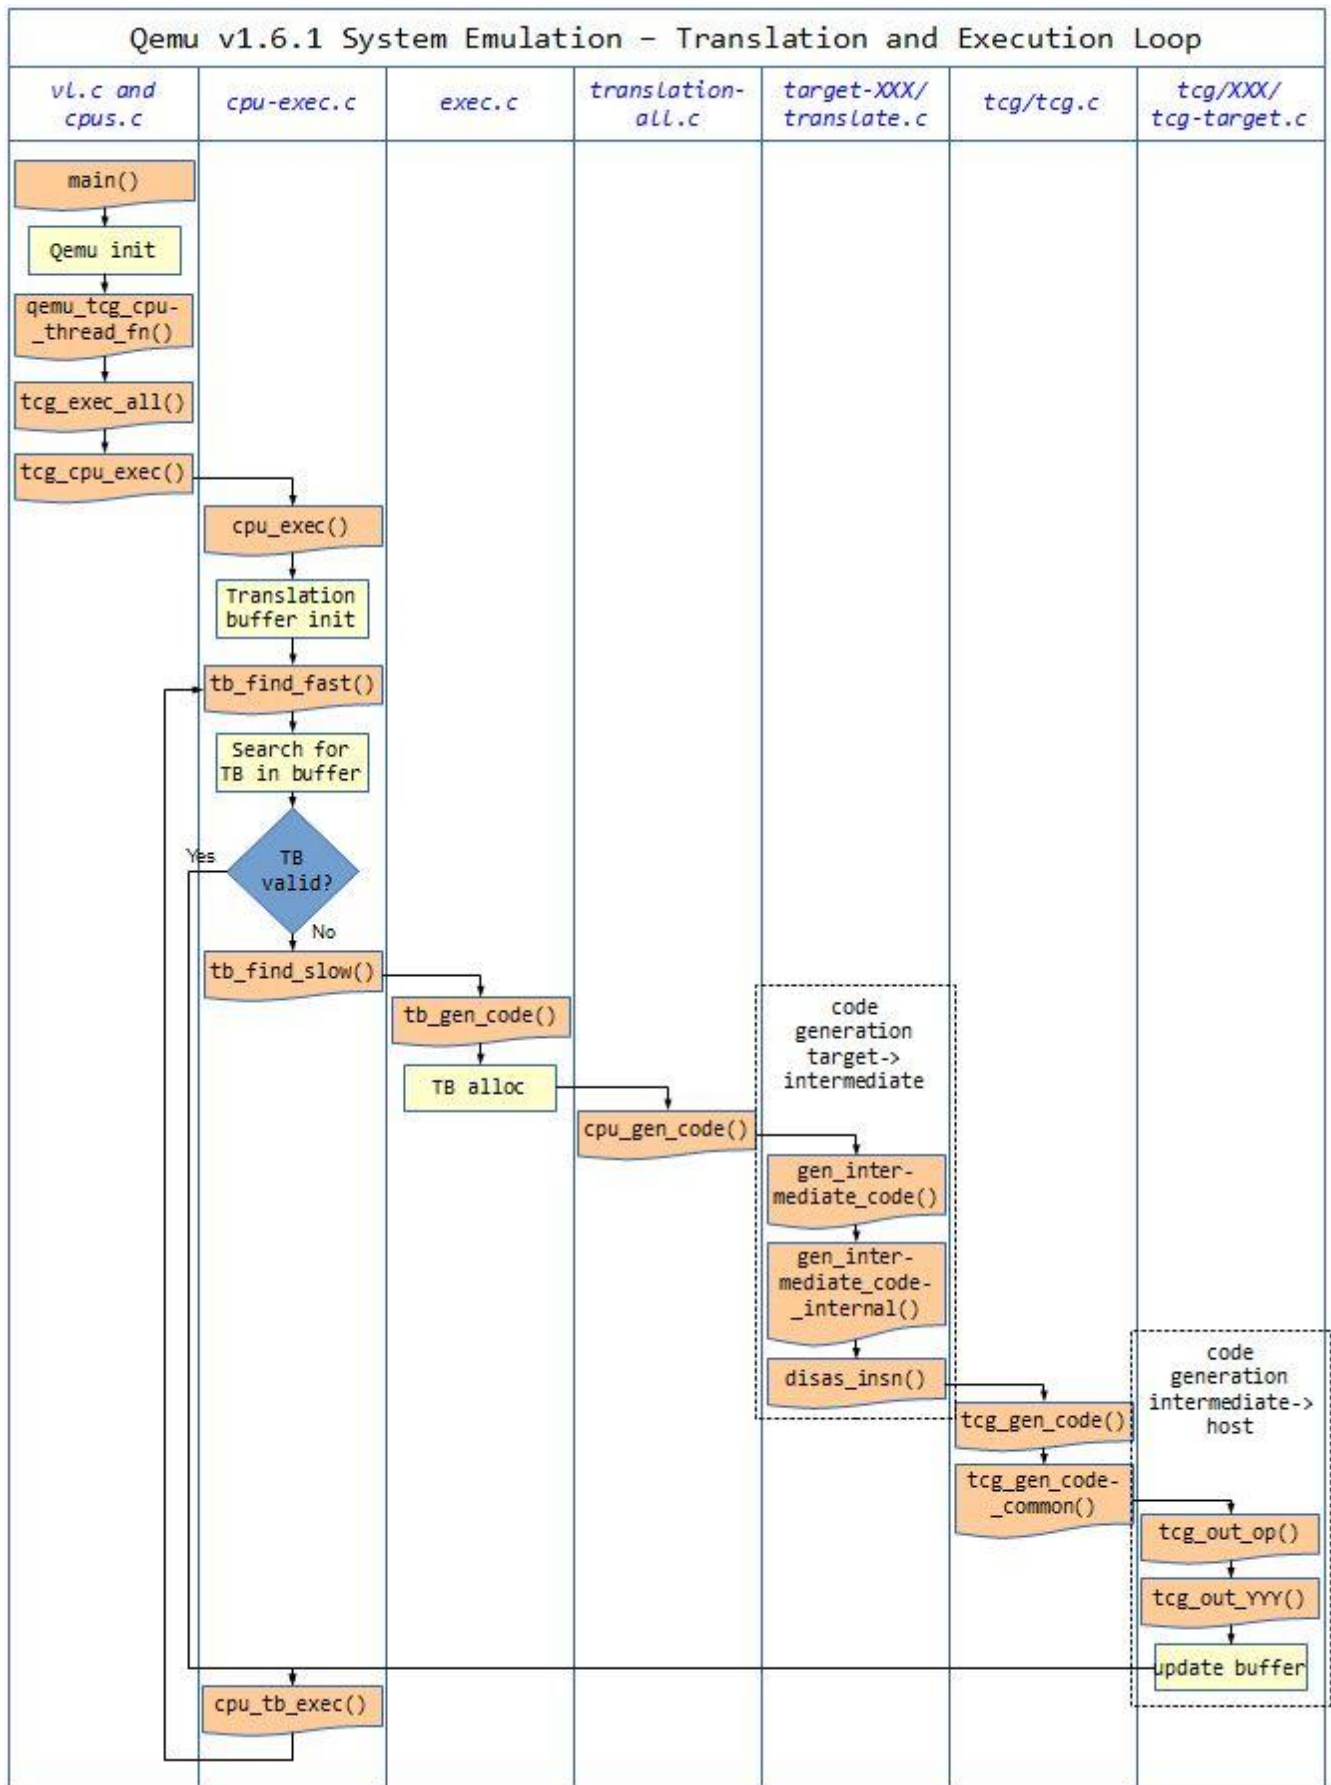 Qemu v1.6.1 System Emulation – Translation and Execution Loop
vl.c and
cpus.c
cpu-exec.c
exec.c
translation-
all.c
target-XXX/
translate.c
tcg/tcg.c
tcg/XXX/
tcg-target.c
main()
Qemu init
qemu_tcg_cpu-
_thread_fn()
tcg_exec_all()
tcg_cpu_exec()
cpu_exec()
Translation
buffer init
tb_find_fast()
Search for
TB in buffer
Yes
TB
valid?
No
tb_find_slow()
tb_gen_code()
TB alloc
cpu_gen_code()
code
generation
target->
intermediate
gen_inter-
mediate_code()
gen_inter-
mediate_code-
_internal()
disas_insn()
tcg_gen_code()
tcg_gen_code-
_common()
code
generation
intermediate->
host
tcg_out_op()
tcg_out_YYY()
update buffer
cpu_tb_exec()